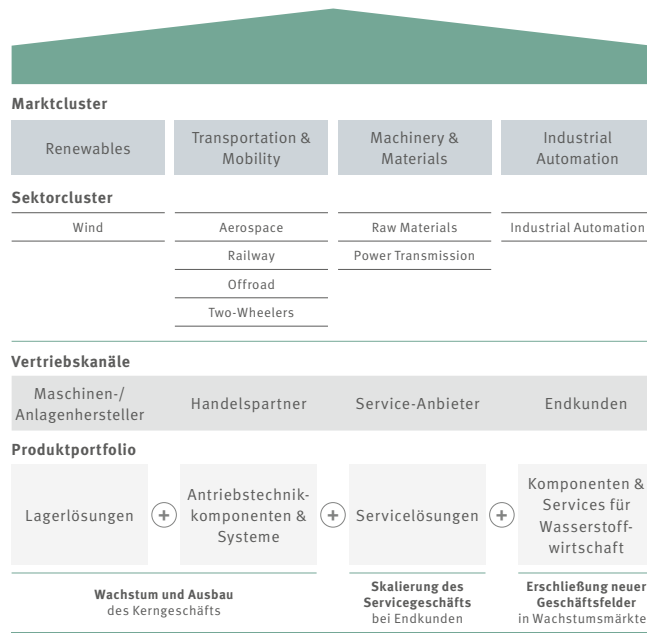 Marktcluster
Renewables
Transportation &
Mobility
Machinery &
Materials
Industrial
Automation
Sektorcluster
Wind
Aerospace
Raw Materials
Industrial Automation
Railway
Power Transmission
Offroad
Two-Wheelers
Vertriebskanäle
Maschinen-/
Anlagenhersteller
Handelspartner
Service-Anbieter
Endkunden
Produktportfolio
Lagerlösungen
+
Antriebstechnik-
komponenten &
Systeme
+
Servicelösungen
+
Komponenten &
Services für
Wasserstoff-
wirtschaft
Wachstum und Ausbau
des Kerngeschäfts
Skalierung des
Servicegeschäfts
bei Endkunden
Erschließung neuer
Geschäftsfelder
in Wachstumsmärkte